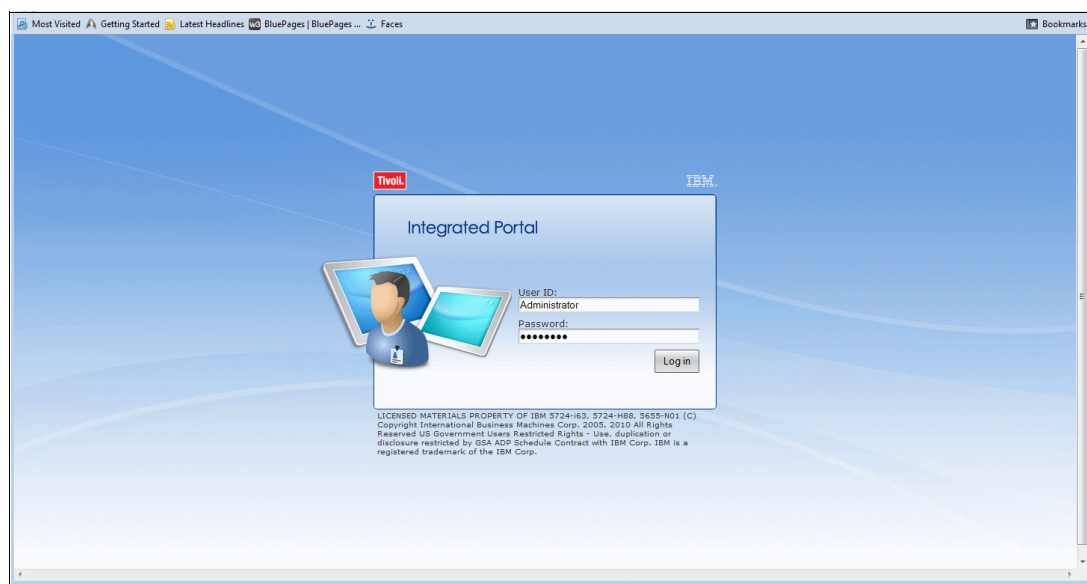 Most Visited Getting Started Latest Headlines w3 BluePages | BluePages ... Faces Bookmarks
Tivoli. IBM.
Integrated Portal
User ID:
Administrator
Password:
Log in
LICENSED MATERIALS PROPERTY OF IBM 5724-i63, 5724-H88, 5655-N01 (C)
Copyright International Business Machines Corp. 2005, 2010 All Rights
Reserved US Government Users Restricted Rights - Use, duplication or
disclosure restricted by GSA ADP Schedule Contract with IBM Corp. IBM is a
registered trademark of the IBM Corp.